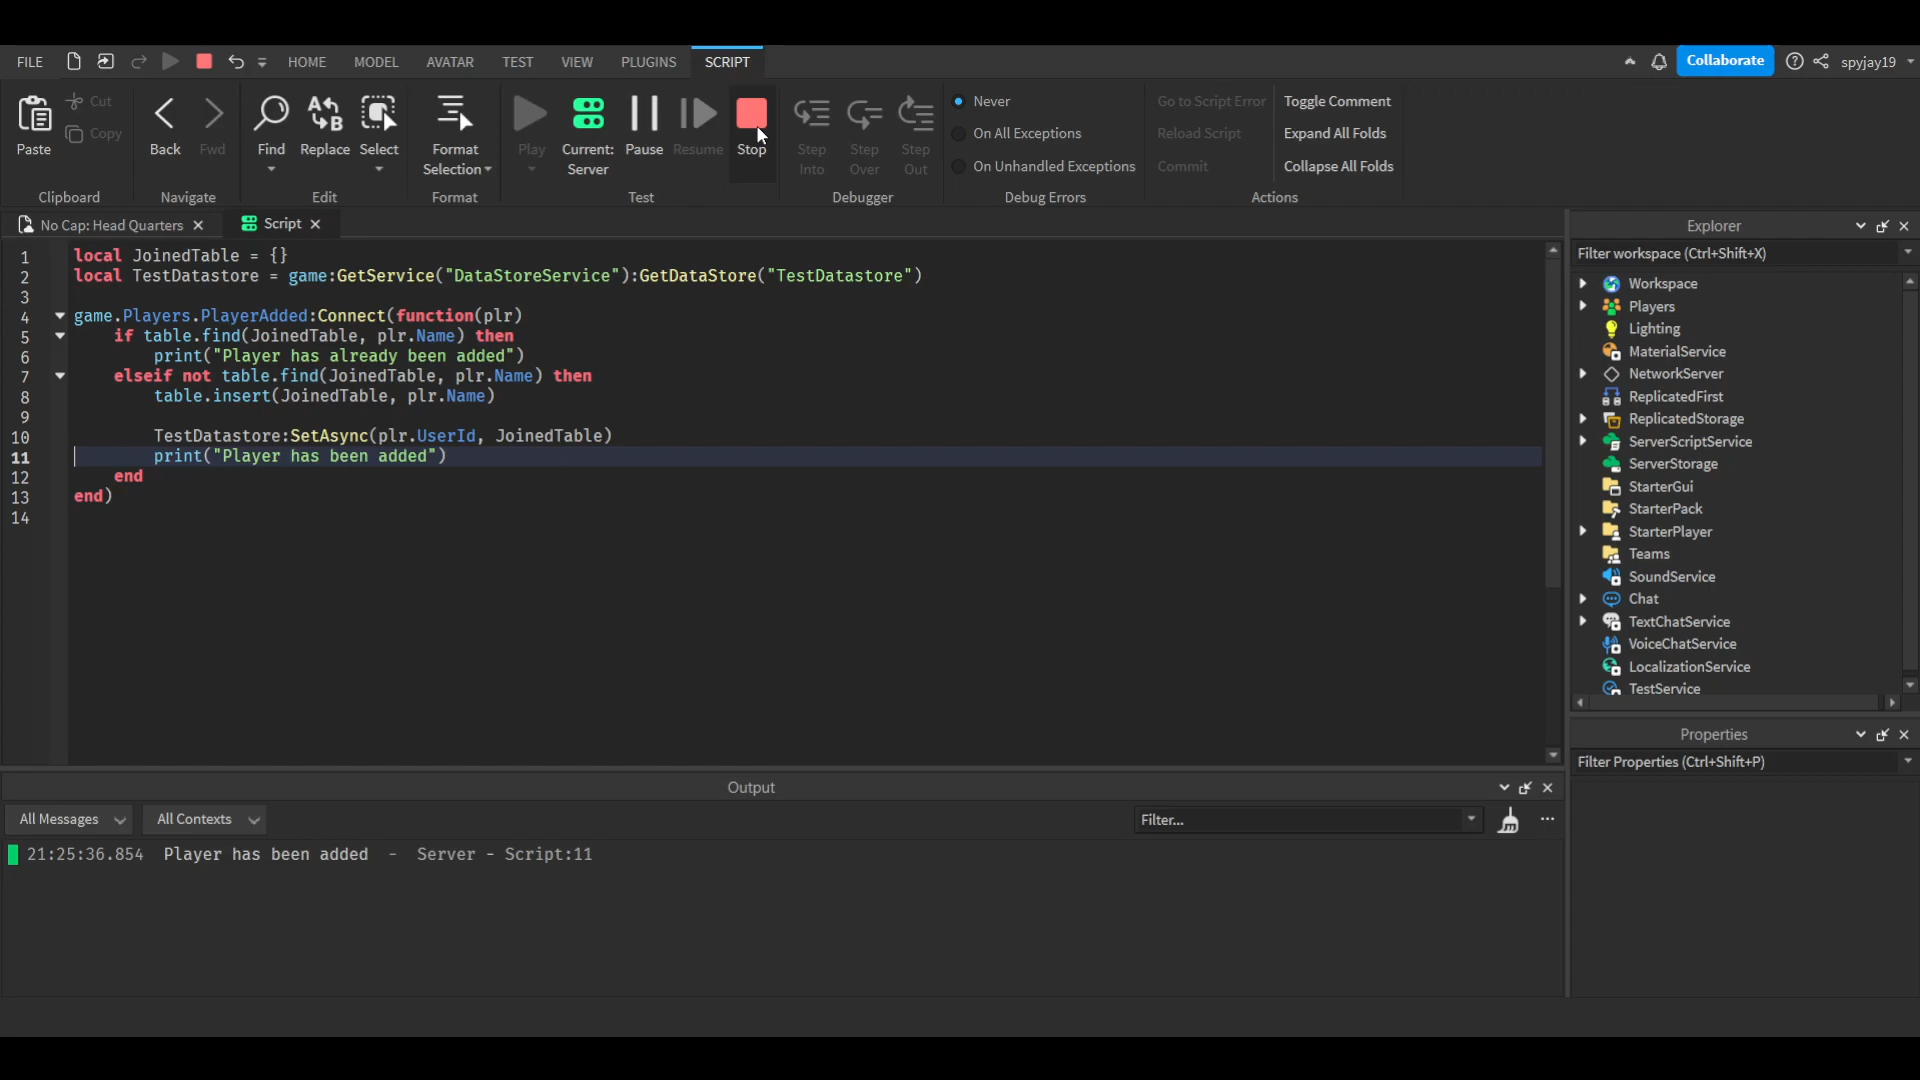 FILE HOME MODEL AVATAR TEST VIEW PLUGINS SCRIPT Collaborate spyjay19
Cut
Copy
Paste
Clipboard
Back Fwd
Navigate
Find Replace Select
Edit
Format
Selection
Format
Play Current:
Server Pause Resume Stop
Test
Step
Into
Step
Over
Step
Out
Debugger
Never
On All Exceptions
On Unhandled Exceptions
Debug Errors
Go to Script Error Toggle Comment
Reload Script Expand All Folds
Commit Collapse All Folds
Actions
No Cap: Head Quarters Script
1 local JoinedTable = {}
2 local TestDatastore = game:GetService("DataStoreService"):GetDataStore("TestDatastore")
3
4 game.Players.PlayerAdded:Connect(function(plr)
5 if table.find(JoinedTable, plr.Name) then
6 print("Player has already been added")
7 elseif not table.find(JoinedTable, plr.Name) then
8 table.insert(JoinedTable, plr.Name)
9
10 TestDatastore:SetAsync(plr.UserId, JoinedTable)
11 print("Player has been added")
12 end
13 end)
14
Explorer
Filter workspace (Ctrl+Shift+X)
Workspace
Players
Lighting
MaterialService
NetworkServer
ReplicatedFirst
ReplicatedStorage
ServerScriptService
ServerStorage
StarterGui
StarterPack
StarterPlayer
Teams
SoundService
Chat
TextChatService
VoiceChatService
LocalizationService
TestService
Properties
Filter Properties (Ctrl+Shift+P)
Output
All Messages All Contexts Filter...
21:25:36.854 Player has been added - Server - Script:11